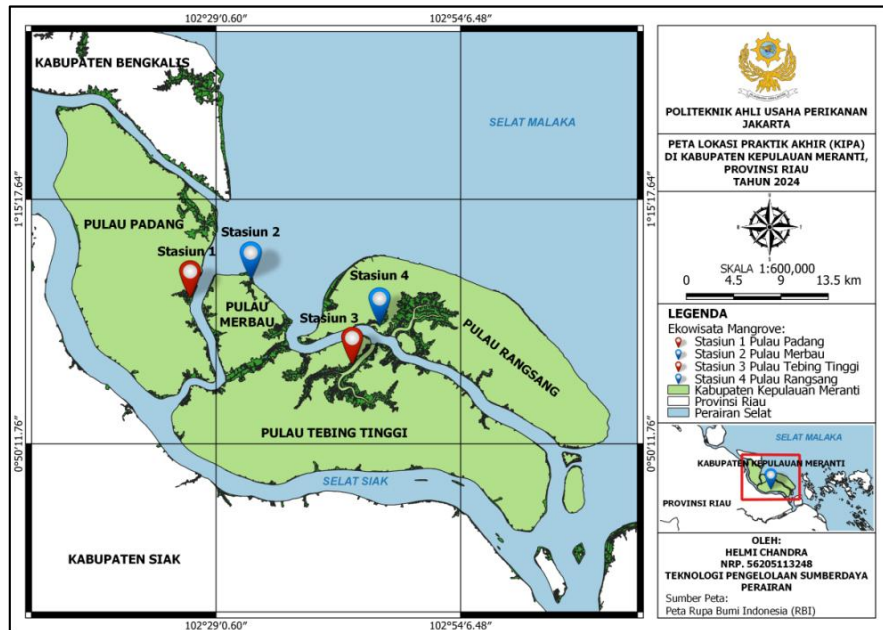 102°29'0.60"
102°54'6.48"
KABUPATEN BENGKALIS
SELAT MALAKA
1°15'17.64"
1°15'17.64"
PULAU PADANG
Stasiun 1
Stasiun 2
Stasiun 4
PULAU
MERBAU
Stasiun 3
PULAU RANGSANG
PULAU TEBING TINGGI
0°50'11.76"
0°50'11.76"
SELAT SIAK
KABUPATEN SIAK
102°29'0.60"
102°54'6.48"
POLITEKNIK AHLI USAHA PERIKANAN
JAKARTA
PETA LOKASI PRAKTIK AKHIR (KIPA)
DI KABUPATEN KEPULAUAN MERANTI,
PROVINSI RIAU
TAHUN 2024
SKALA 1:600,000
0 4.5 9 13.5 km
LEGENDA
Ekowisata Mangrove:
Stasiun 1 Pulau Padang
Stasiun 2 Pulau Merbau
Stasiun 3 Pulau Tebing Tinggi
Stasiun 4 Pulau Rangsang
Kabupaten Kepulauan Meranti
Provinsi Riau
Perairan Selat
SELAT MALAKA
KABUPATEN KEPULAUAN MERANTI
PROVINSI RIAU
OLEH:
HELMI CHANDRA
NRP. 56205113248
TEKNOLOGI PENGELOLAAN SUMBERDAYA
PERAIRAN
Sumber Peta:
Peta Rupa Bumi Indonesia (RBI)